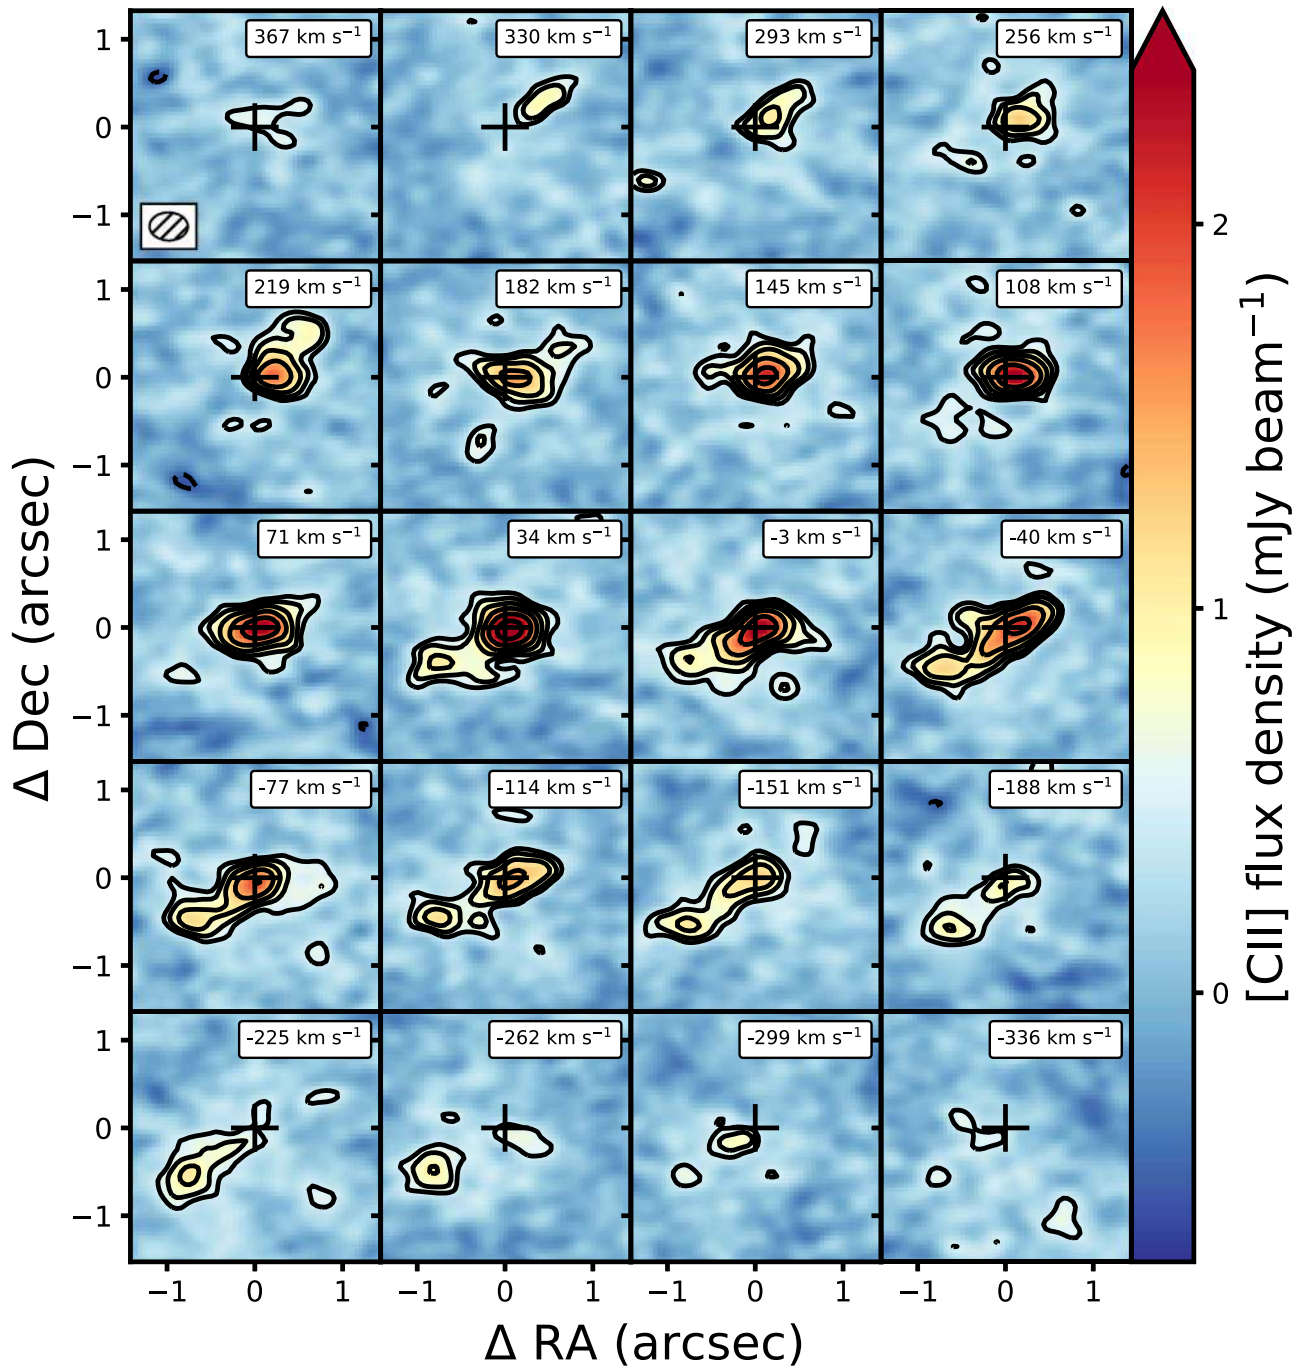 367 km s⁻¹
330 km s⁻¹
293 km s⁻¹
256 km s⁻¹
1
0
−1
219 km s⁻¹
182 km s⁻¹
145 km s⁻¹
108 km s⁻¹
1
0
−1
71 km s⁻¹
34 km s⁻¹
-3 km s⁻¹
-40 km s⁻¹
1
0
−1
-77 km s⁻¹
-114 km s⁻¹
-151 km s⁻¹
-188 km s⁻¹
1
0
−1
-225 km s⁻¹
-262 km s⁻¹
-299 km s⁻¹
-336 km s⁻¹
1
0
−1
−1 0 1 −1 0 1 −1 0 1 −1 0 1
Δ RA (arcsec)
Δ Dec (arcsec)
2
1
0
[CII] flux density (mJy beam⁻¹)